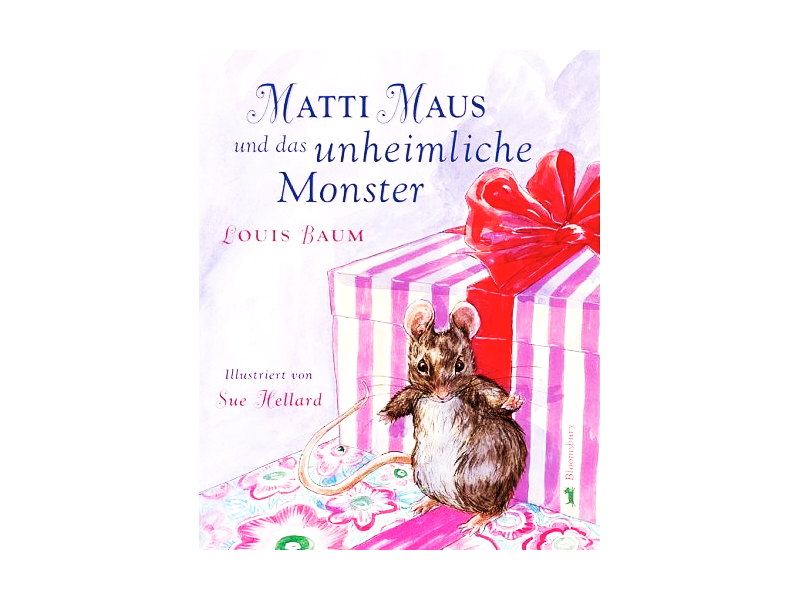 MATTI MAUS
und das unheimliche
Monster
LOUIS BAUM
Illustriert von
Sue Hellard
Bloomsbury